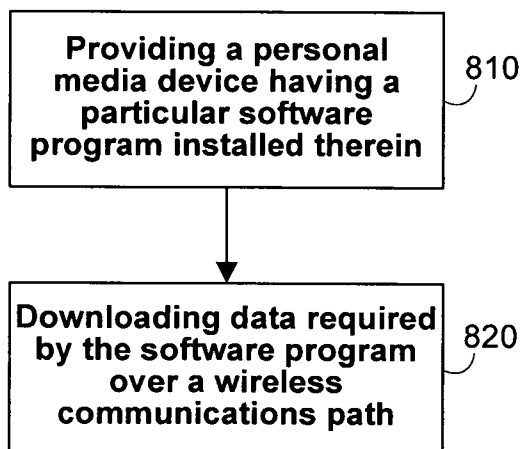 Providing a personal
media device having a
particular software
program installed therein
810
Downloading data required
by the software program
over a wireless
communications path
820